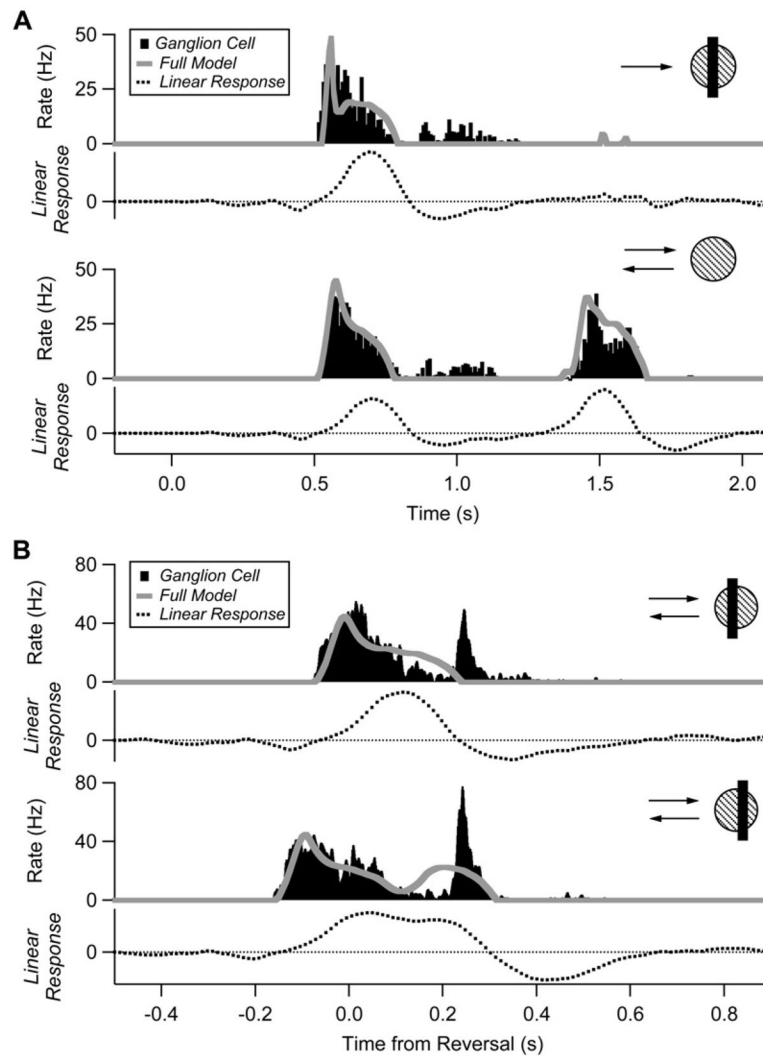 A
Ganglion Cell
Full Model
Linear Response
Rate (Hz)
50
25
0
Linear
Response
0
Rate (Hz)
50
25
0
Linear
Response
0
0.0 0.5 1.0 1.5 2.0
Time (s)
B
Ganglion Cell
Full Model
Linear Response
Rate (Hz)
80
40
0
Linear
Response
0
Rate (Hz)
80
40
0
Linear
Response
0
-0.4 -0.2 0.0 0.2 0.4 0.6 0.8
Time from Reversal (s)